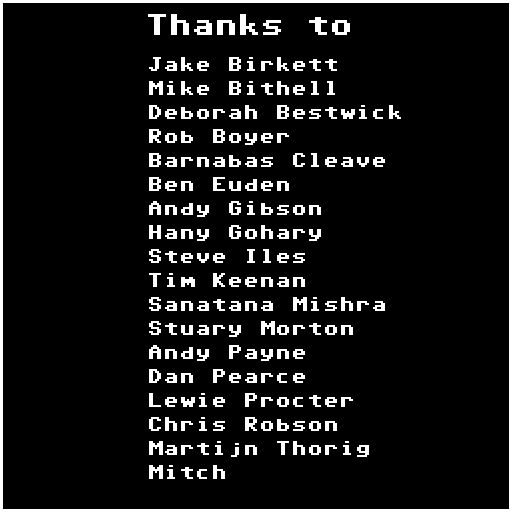 Thanks to
Jake Birkett
Mike Bithell
Deborah Bestwick
Rob Boyer
Barnabas Cleave
Ben Euden
Andy Gibson
Hany Gohary
Steve Iles
Tim Keenan
Sanatana Mishra
Stuary Morton
Andy Payne
Dan Pearce
Lewie Procter
Chris Robson
Martijn Thorig
Mitch